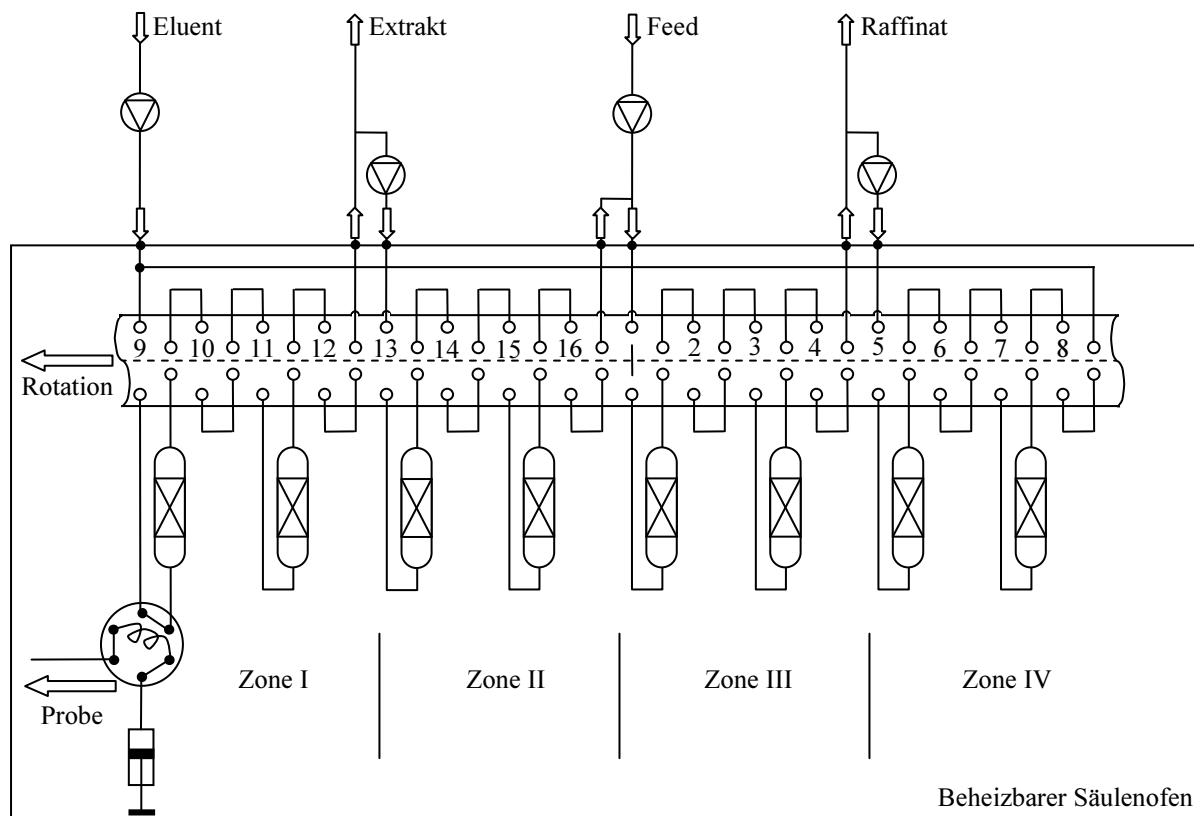 Eluent
Extrakt
Feed
Raffinat
9 10 11 12 13 14 15 16 2 3 4 5 6 7 8
Rotation
Zone I
Zone II
Zone III
Zone IV
Probe
Beheizbarer Säulenofen